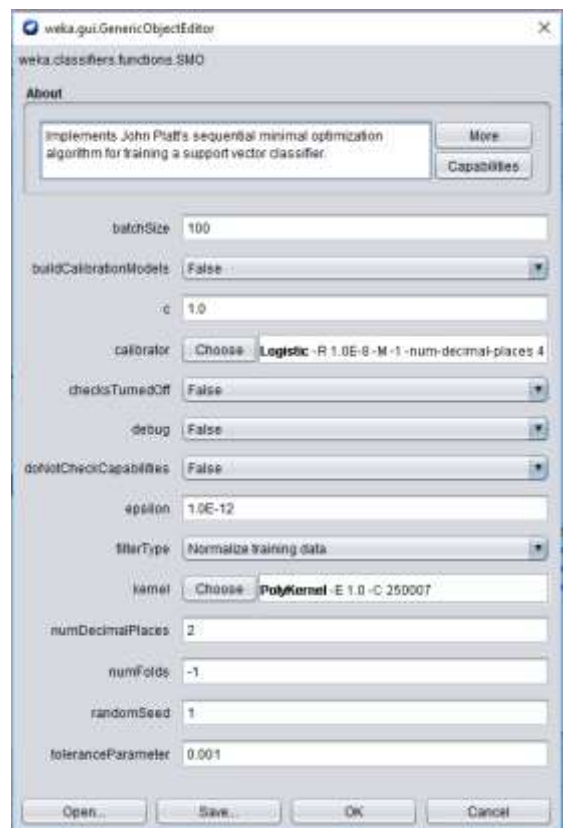 weka.gui.GenericObjectEditor
weka.classifiers.functions.SMO
About
Implements John Platt's sequential minimal optimization
algorithm for training a support vector classifier.
More
Capabilities
batchSize 100
buildCalibrationModels False
c 1.0
calibrator Choose Logistic -R 1.0E-8 -M -1 -num-decimal-places 4
checksTurnedOff False
debug False
doNotCheckCapabilities False
epsilon 1.0E-12
filterType Normalize training data
kernel Choose PolyKernel -E 1.0 -C 250007
numDecimalPlaces 2
numFolds -1
randomSeed 1
toleranceParameter 0.001
Open... Save... OK Cancel